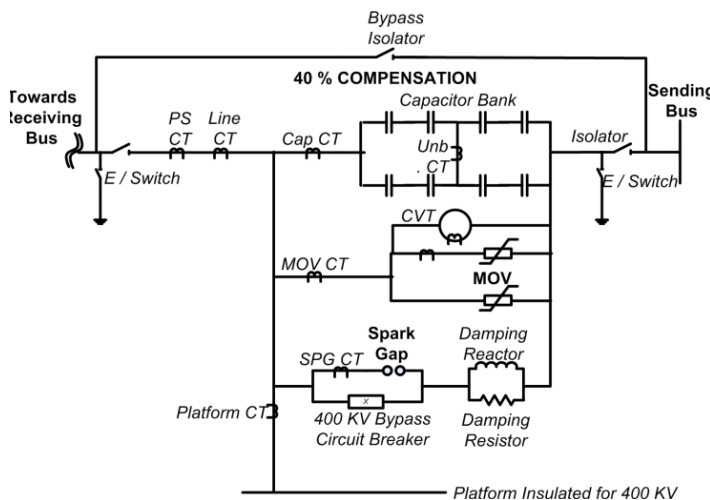 Bypass
Isolator
40 % COMPENSATION
Towards
Receiving
Bus
PS
CT
Line
CT
Cap CT
Capacitor Bank
Unb
. CT
Sending
Bus
Isolator
E / Switch
E / Switch
CVT
MOV CT
MOV
Spark
Gap
SPG CT
Damping
Reactor
Platform CT
x
400 KV Bypass
Circuit Breaker
Damping
Resistor
Platform Insulated for 400 KV